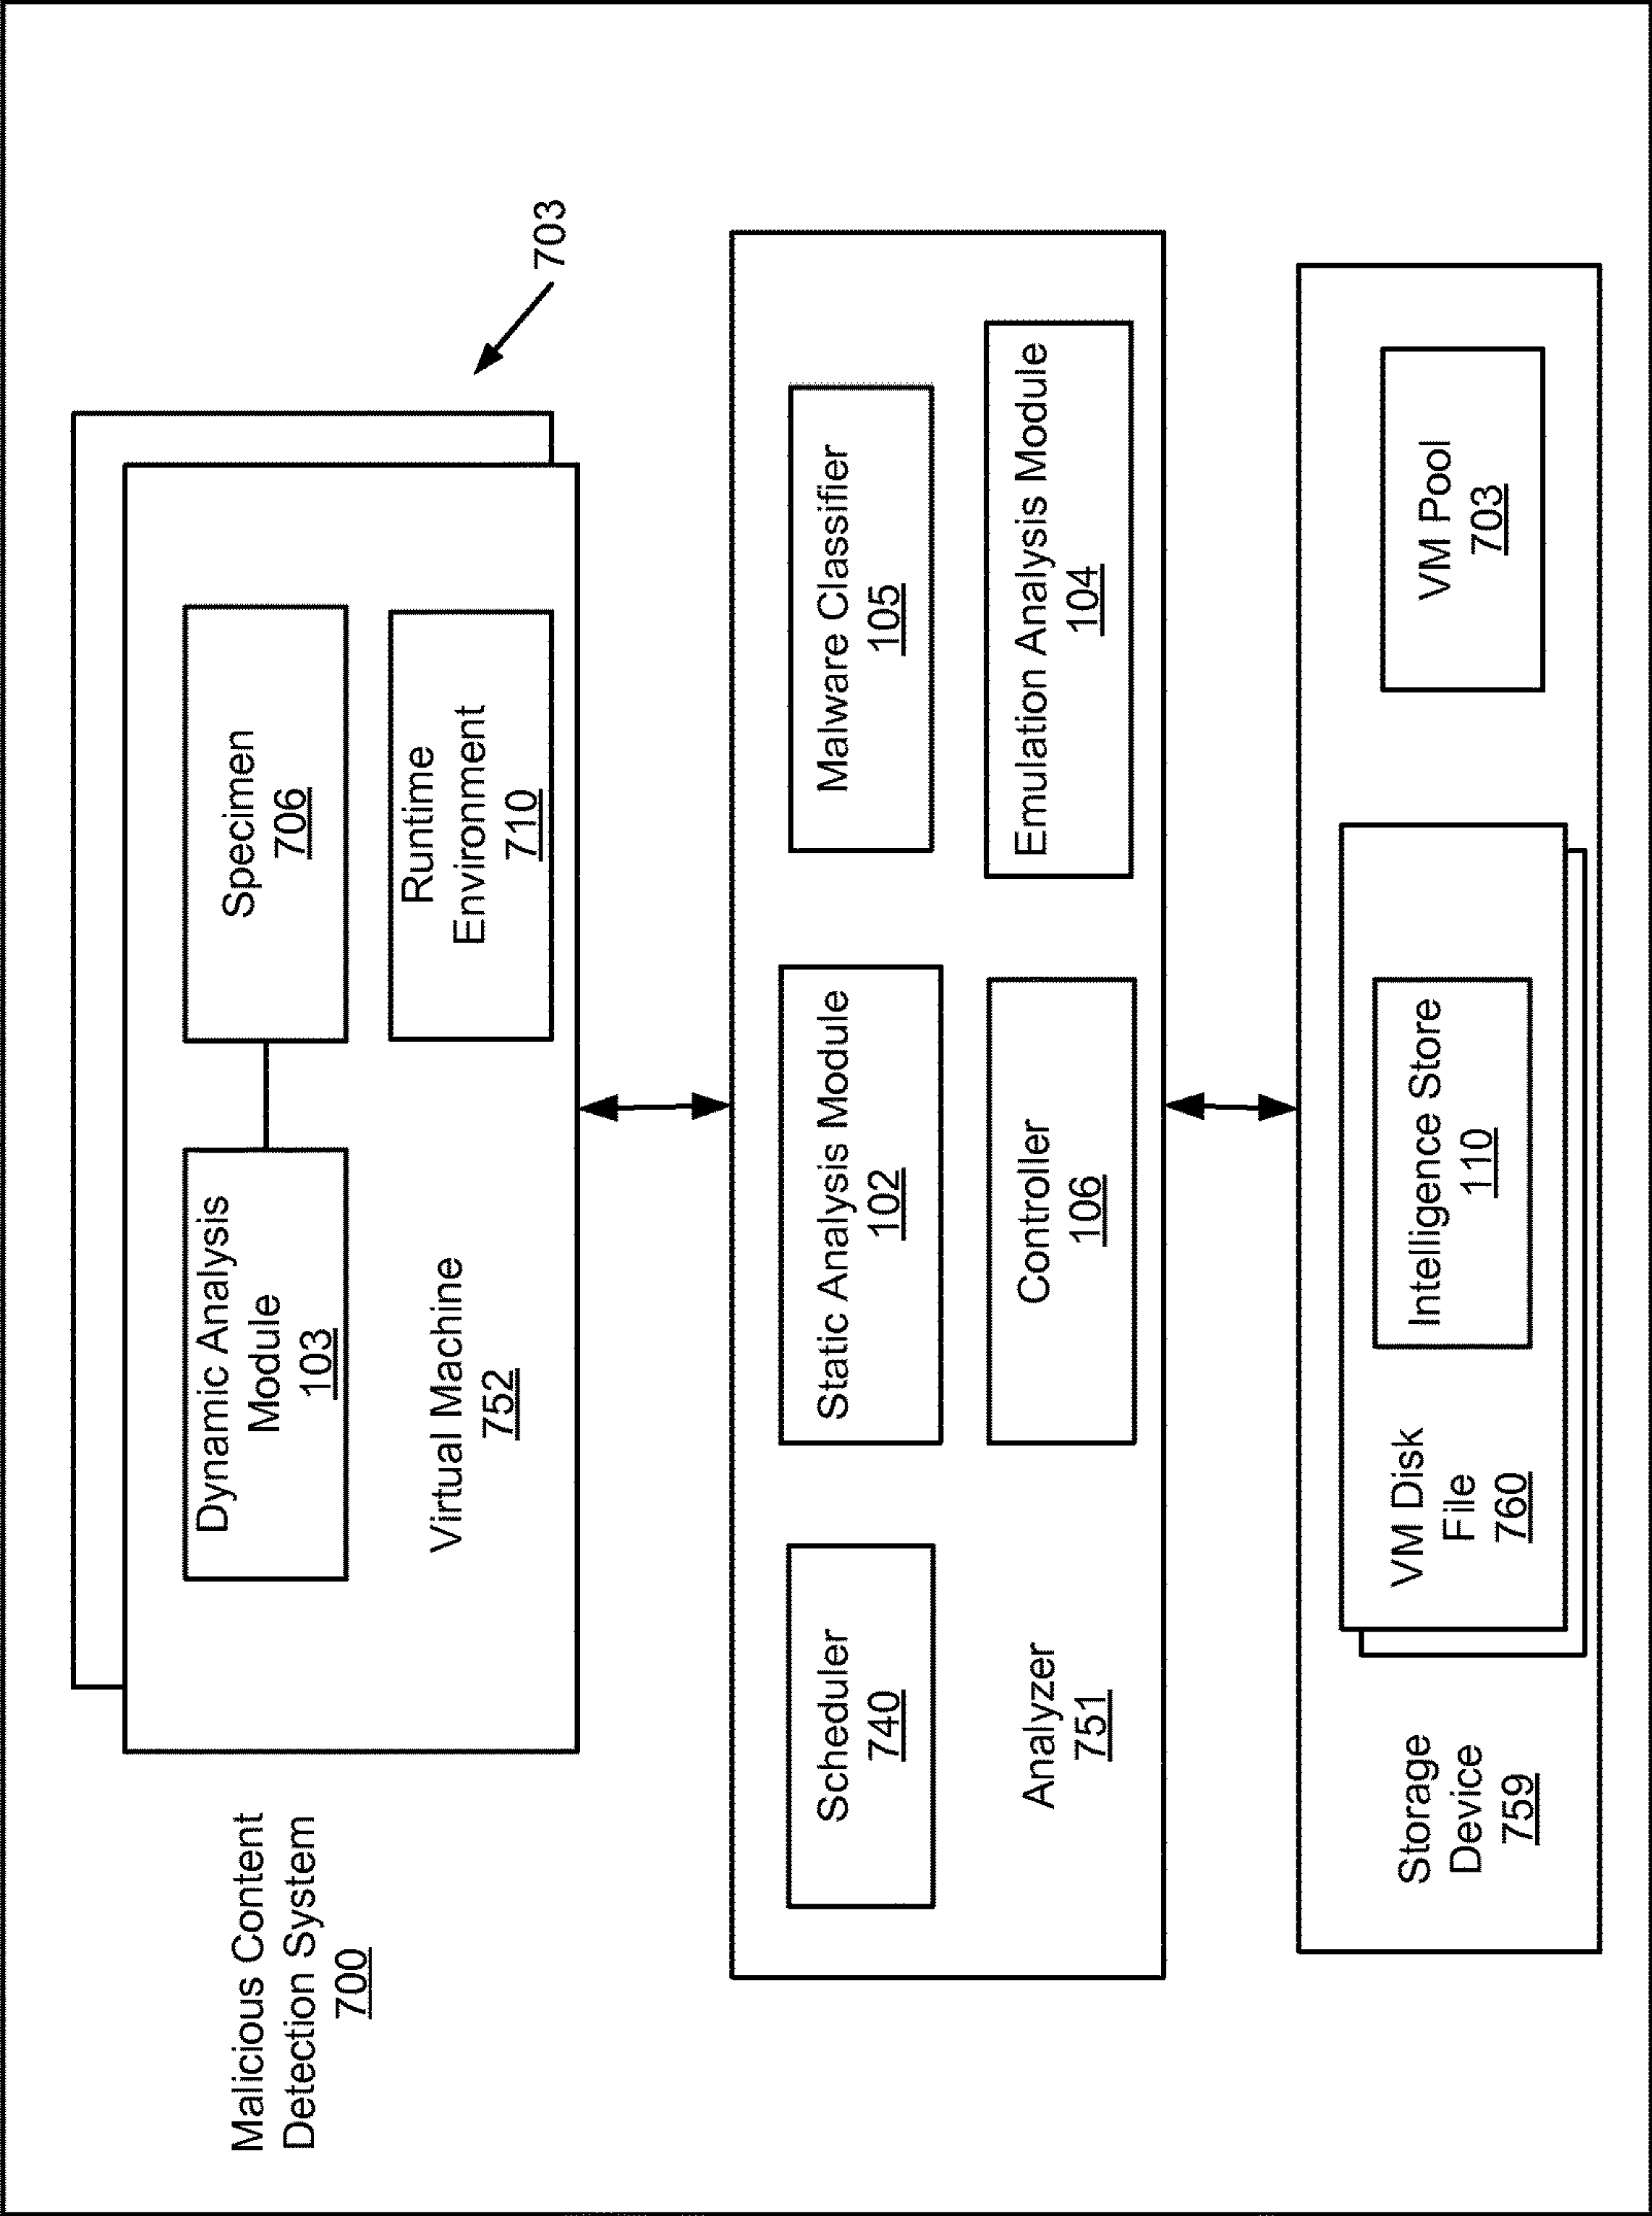 Malicious Content
Detection System
700
Dynamic Analysis
Module
103
Specimen
706
Virtual Machine
752
Runtime
Environment
710
703
Scheduler
740
Static Analysis Module
102
Malware Classifier
105
Analyzer
751
Controller
106
Emulation Analysis Module
104
Storage
Device
759
VM Disk
File
760
Intelligence Store
110
VM Pool
703